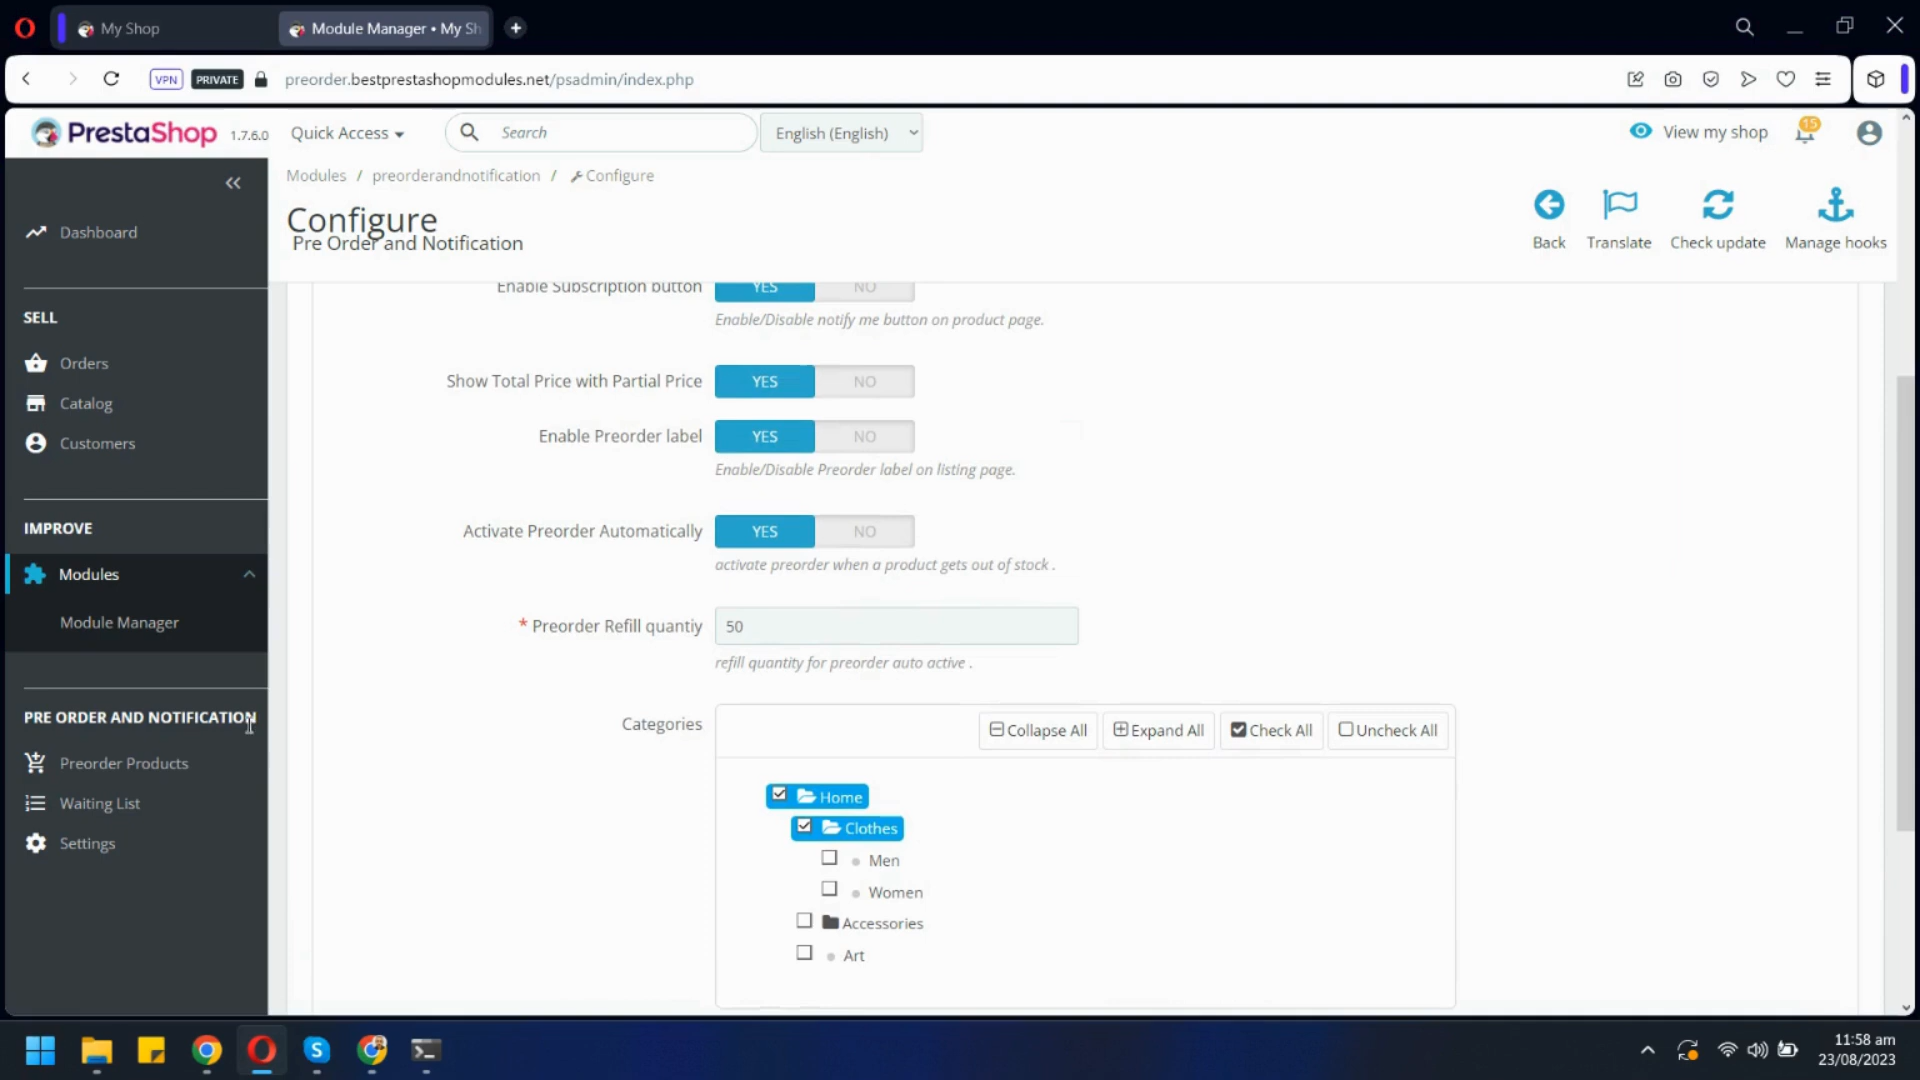 My Shop
Module Manager • My Sh
VPN
PRIVATE
preorder.bestprestashopmodules.net/psadmin/index.php
PrestaShop
1.7.6.0
Quick Access
Search
English (English)
View my shop
15
Modules / preorderandnotification / Configure
Configure
Pre Order and Notification
Back
Translate
Check update
Manage hooks
Dashboard
SELL
Orders
Catalog
Customers
IMPROVE
Modules
Module Manager
PRE ORDER AND NOTIFICATION
Preorder Products
Waiting List
Settings
Enable Subscription button
YES
NO
Enable/Disable notify me button on product page.
Show Total Price with Partial Price
YES
NO
Enable Preorder label
YES
NO
Enable/Disable Preorder label on listing page.
Activate Preorder Automatically
YES
NO
activate preorder when a product gets out of stock .
* Preorder Refill quantiy
50
refill quantity for preorder auto active .
Categories
Collapse All
Expand All
Check All
Uncheck All
Home
Clothes
Men
Women
Accessories
Art
11:58 am
23/08/2023